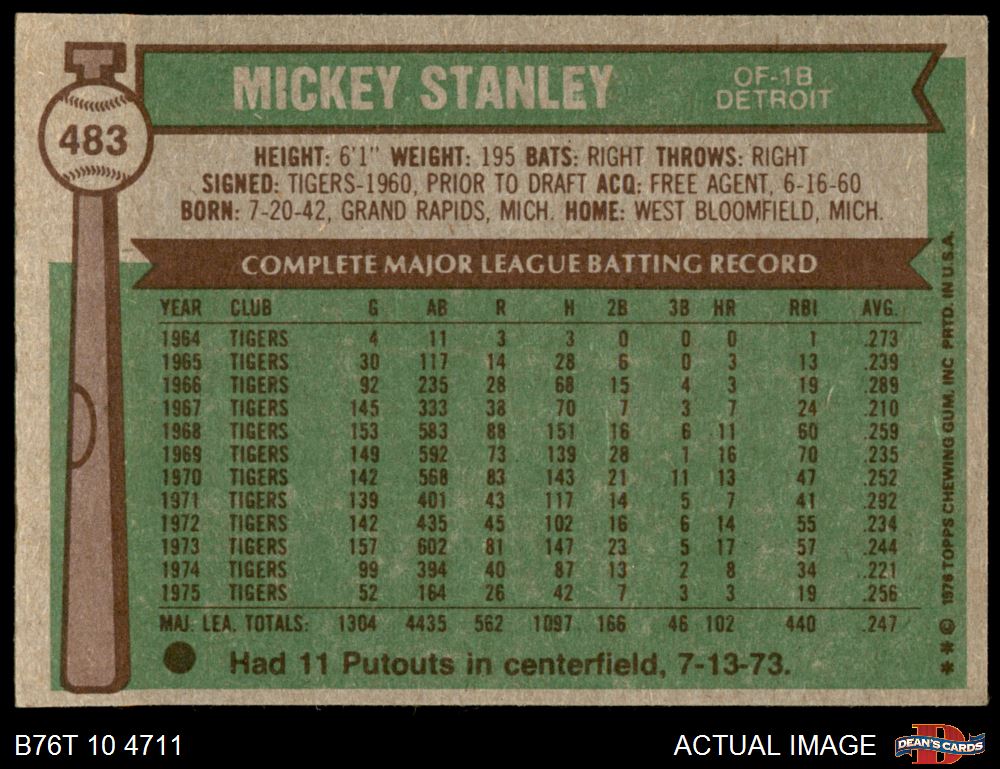 MICKEY STANLEY
OF-1B
DETROIT
483
HEIGHT: 6'1" WEIGHT: 195 BATS: RIGHT THROWS: RIGHT
SIGNED: TIGERS-1960, PRIOR TO DRAFT ACQ: FREE AGENT, 6-16-60
BORN: 7-20-42, GRAND RAPIDS, MICH. HOME: WEST BLOOMFIELD, MICH.
COMPLETE MAJOR LEAGUE BATTING RECORD
YEAR CLUB G AB R H 2B 3B HR RBI AVG.
1964 TIGERS 4 11 3 3 0 0 0 1 .273
1965 TIGERS 30 117 14 28 6 0 3 13 .239
1966 TIGERS 92 235 28 68 15 4 3 19 .289
1967 TIGERS 145 333 38 70 7 3 7 24 .210
1968 TIGERS 153 583 88 151 16 6 11 60 .259
1969 TIGERS 149 592 73 139 28 1 16 70 .235
1970 TIGERS 142 568 83 143 21 11 13 47 .252
1971 TIGERS 139 401 43 117 14 5 7 41 .292
1972 TIGERS 142 435 45 102 16 6 14 55 .234
1973 TIGERS 157 602 81 147 23 5 17 57 .244
1974 TIGERS 99 394 40 87 13 2 8 34 .221
1975 TIGERS 52 164 26 42 7 3 3 19 .256
MAJ. LEA. TOTALS: 1304 4435 562 1097 166 46 102 440 .247
Had 11 Putouts in centerfield, 7-13-73.
* * © 1976 TOPPS CHEWING GUM, INC PRTD. IN U.S.A.
B76T 10 4711
ACTUAL IMAGE
D
DEAN'S CARDS